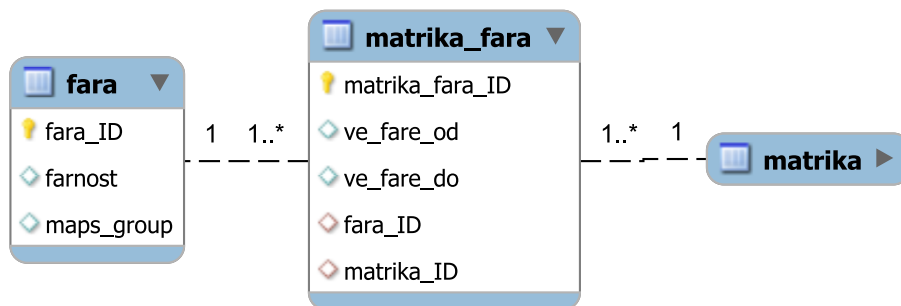 fara
fara_ID
farnost
maps_group
1 1..*
matrika_fara
matrika_fara_ID
ve_fare_od
ve_fare_do
fara_ID
matrika_ID
1..* 1
matrika